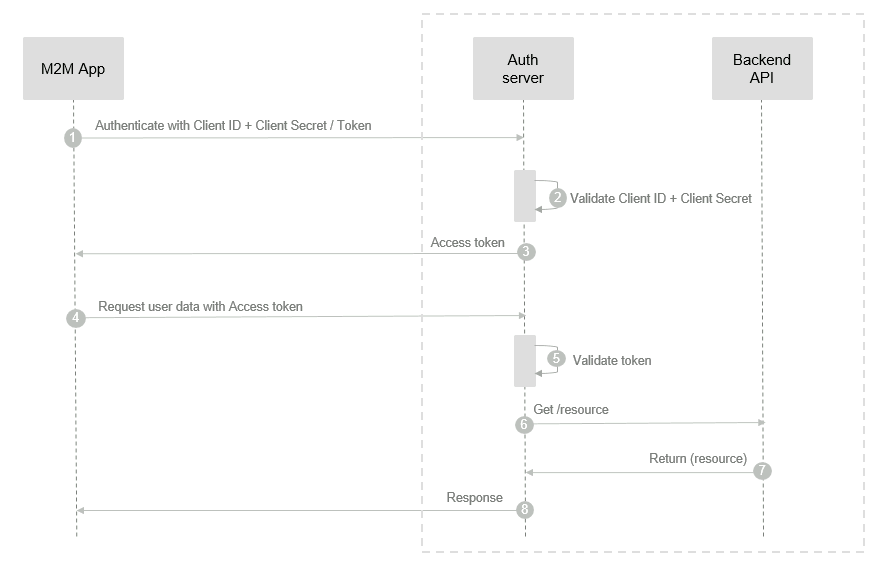 M2M App
Auth
server
Backend
API
1
Authenticate with Client ID + Client Secret / Token
2
Validate Client ID + Client Secret
Access token
3
4
Request user data with Access token
5
Validate token
6
Get /resource
Return (resource)
7
Response
8